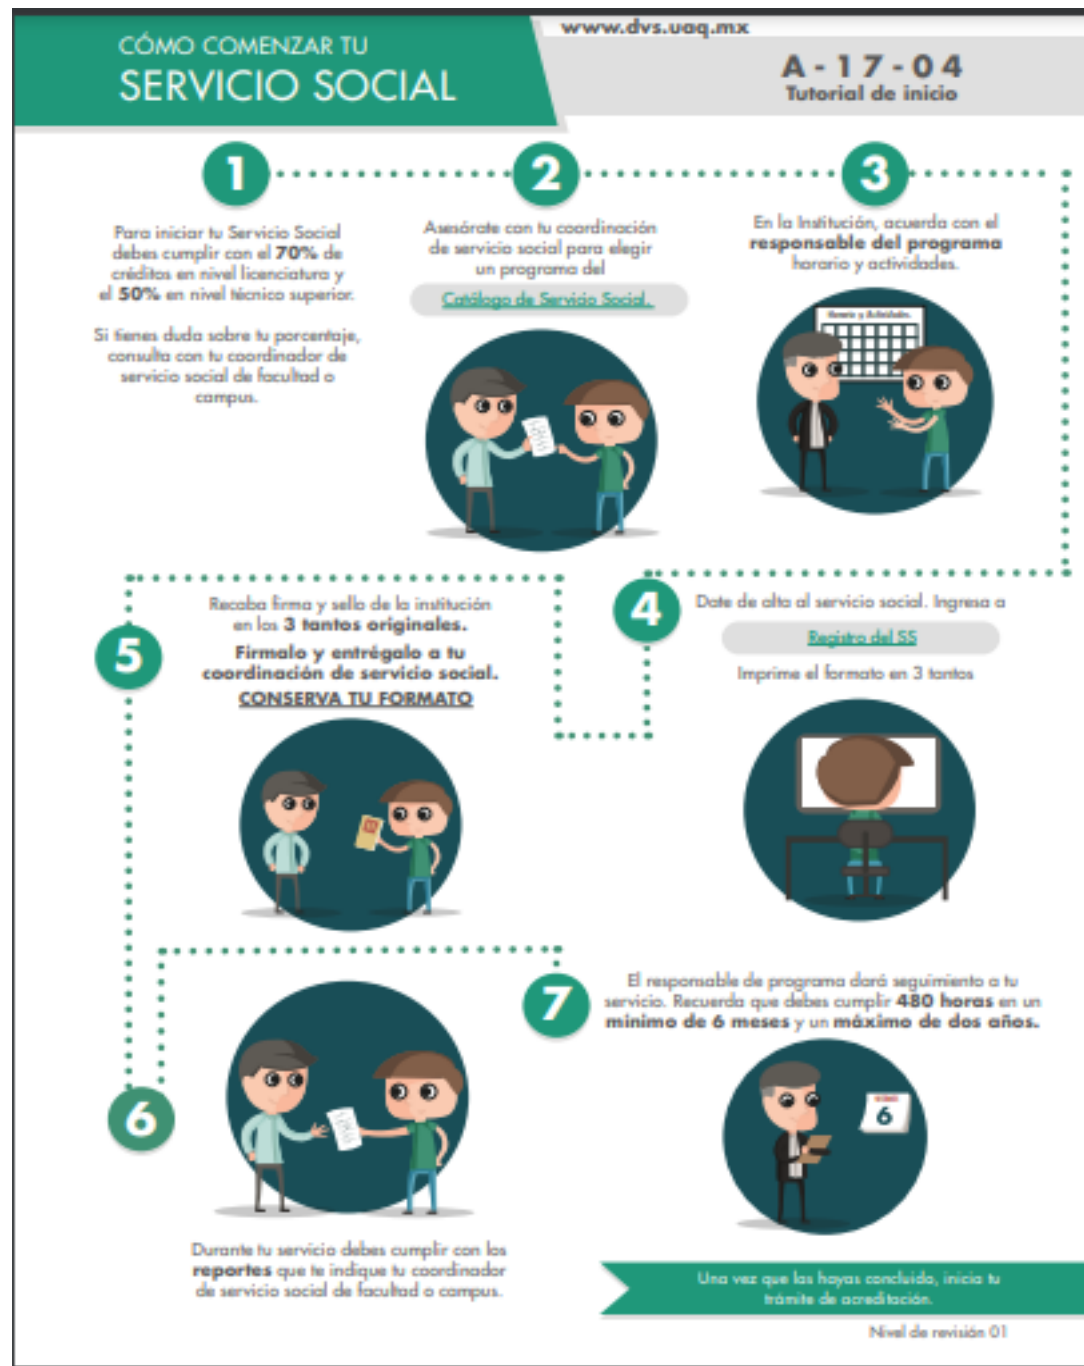 CÓMO COMENZAR TU
SERVICIO SOCIAL
www.dvs.uaq.mx
A - 1 7 - 0 4
Tutorial de inicio
1
Para iniciar tu Servicio Social
debes cumplir con el 70% de
créditos en nivel licenciatura y
el 50% en nivel técnico superior.
Si tienes duda sobre tu porcentaje,
consulta con tu coordinador de
servicio social de facultad o
campus.
2
Asesórate con tu coordinación
de servicio social para elegir
un programa del
Catálogo de Servicio Social.
3
En la Institución, acuerda con el
responsable del programa
horario y actividades.
Horario y Actividades.
4
Date de alta al servicio social. Ingresa a
Registro del SS
Imprime el formato en 3 tantos
5
Recaba firma y sello de la institución
en los 3 tantos originales.
Fírmalo y entrégalo a tu
coordinación de servicio social.
CONSERVA TU FORMATO
6
Durante tu servicio debes cumplir con los
reportes que te indique tu coordinador
de servicio social de facultad o campus.
7
El responsable de programa dará seguimiento a tu
servicio. Recuerda que debes cumplir 480 horas en un
mínimo de 6 meses y un máximo de dos años.
6
Una vez que las hayas concluido, inicia tu
trámite de acreditación.
Nivel de revisión 01